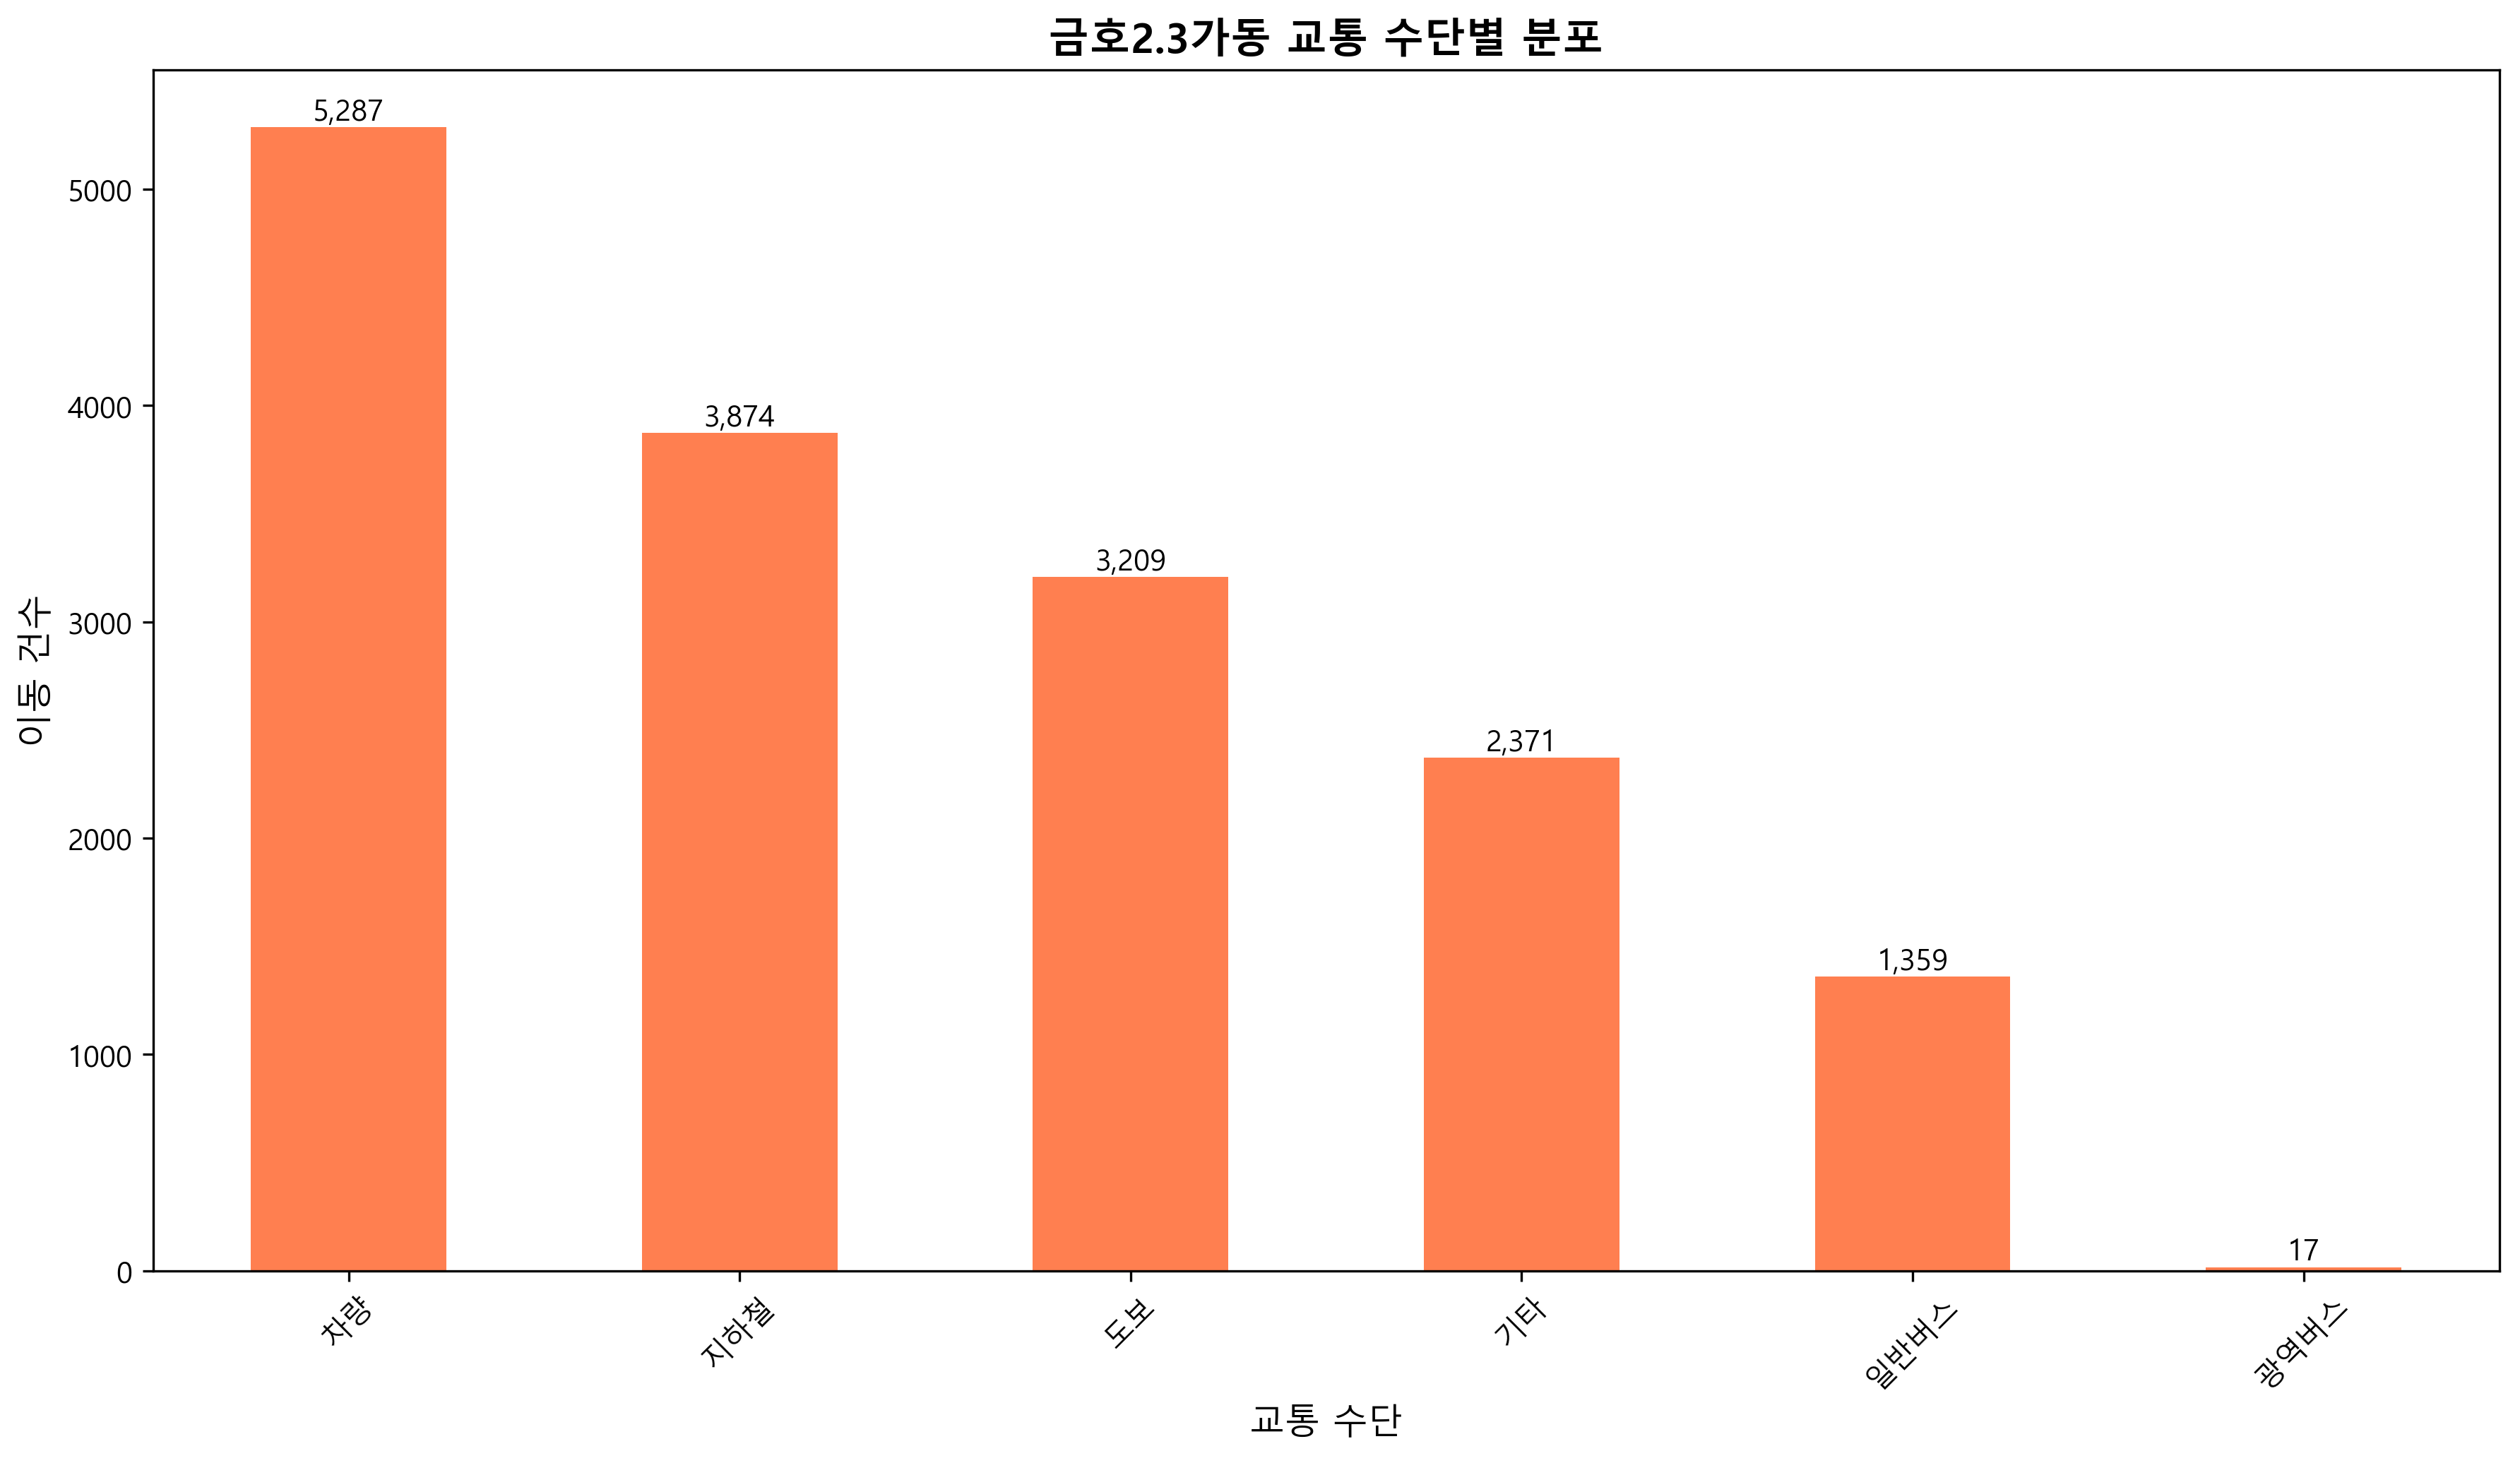 금호2.3가동 교통 수단별 분포
이동 건수
5000
4000
3000
2000
1000
0
5,287
3,874
3,209
2,371
1,359
17
차량
지하철
도보
기타
일반버스
광역버스
교통 수단